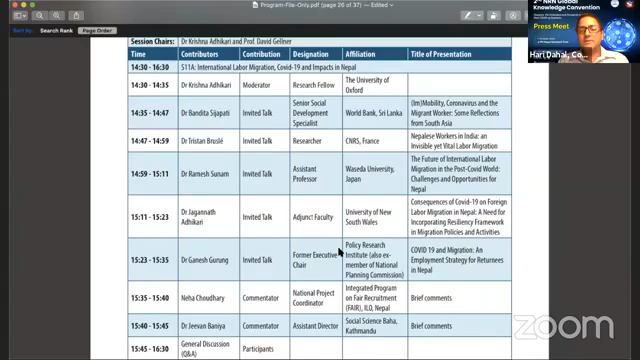 Program-File-Only.pdf (page 26 of 37) — Edited
Sort by: Search Rank Page Order
Session Chairs: Dr Krishna Adhikari and Prof. David Gellner
Time Contributors Contribution Designation Affiliation Title of Presentation
14:30 - 16:30 S11A: International Labor Migration, Covid-19 and Impacts in Nepal
14:30 - 14:35 Dr Krishna Adhikari Moderator Research Fellow The University of
Oxford
14:35 - 14:47 Dr Bandita Sijapati Invited Talk Senior Social
Development
Specialist World Bank, Sri Lanka (Im)Mobility, Coronavirus and the
Migrant Worker: Some Reflections
from South Asia
14:47 - 14:59 Dr Tristan Bruslé Invited Talk Researcher CNRS, France Nepalese Workers in India: an
Invisible yet Vital Labor Migration
14:59 - 15:11 Dr Ramesh Sunam Invited Talk Assistant
Professor Waseda University,
Japan The Future of International Labor
Migration in the Post-Covid World:
Challenges and Opportunities for
Nepal
15:11 - 15:23 Dr Jagannath
Adhikari Invited Talk Adjunct Faculty University of New
South Wales Consequences of Covid-19 on Foreign
Labor Migration in Nepal: A Need for
Incorporating Resiliency Framework
in Migration Policies and Activities
15:23 - 15:35 Dr Ganesh Gurung Invited Talk Former Executive
Chair Policy Research
Institute (also ex-
member of National
Planning Commission) COVID 19 and Migration: An
Employment Strategy for Returnees
in Nepal
15:35 - 15:40 Neha Choudhary Commentator National Project
Coordinator Integrated Program
on Fair Recruitment
(FAIR), ILO, Nepal Brief comments
15:40 - 15:45 Dr Jeevan Baniya Commentator Assistant Director Social Science Baha,
Kathmandu Brief comments
15:45 - 16:30 General Discussion
(Q&A) Participants
2nd NRN Global
Knowledge Convention
Press Meet
Hari Dahal, Co...
zoom